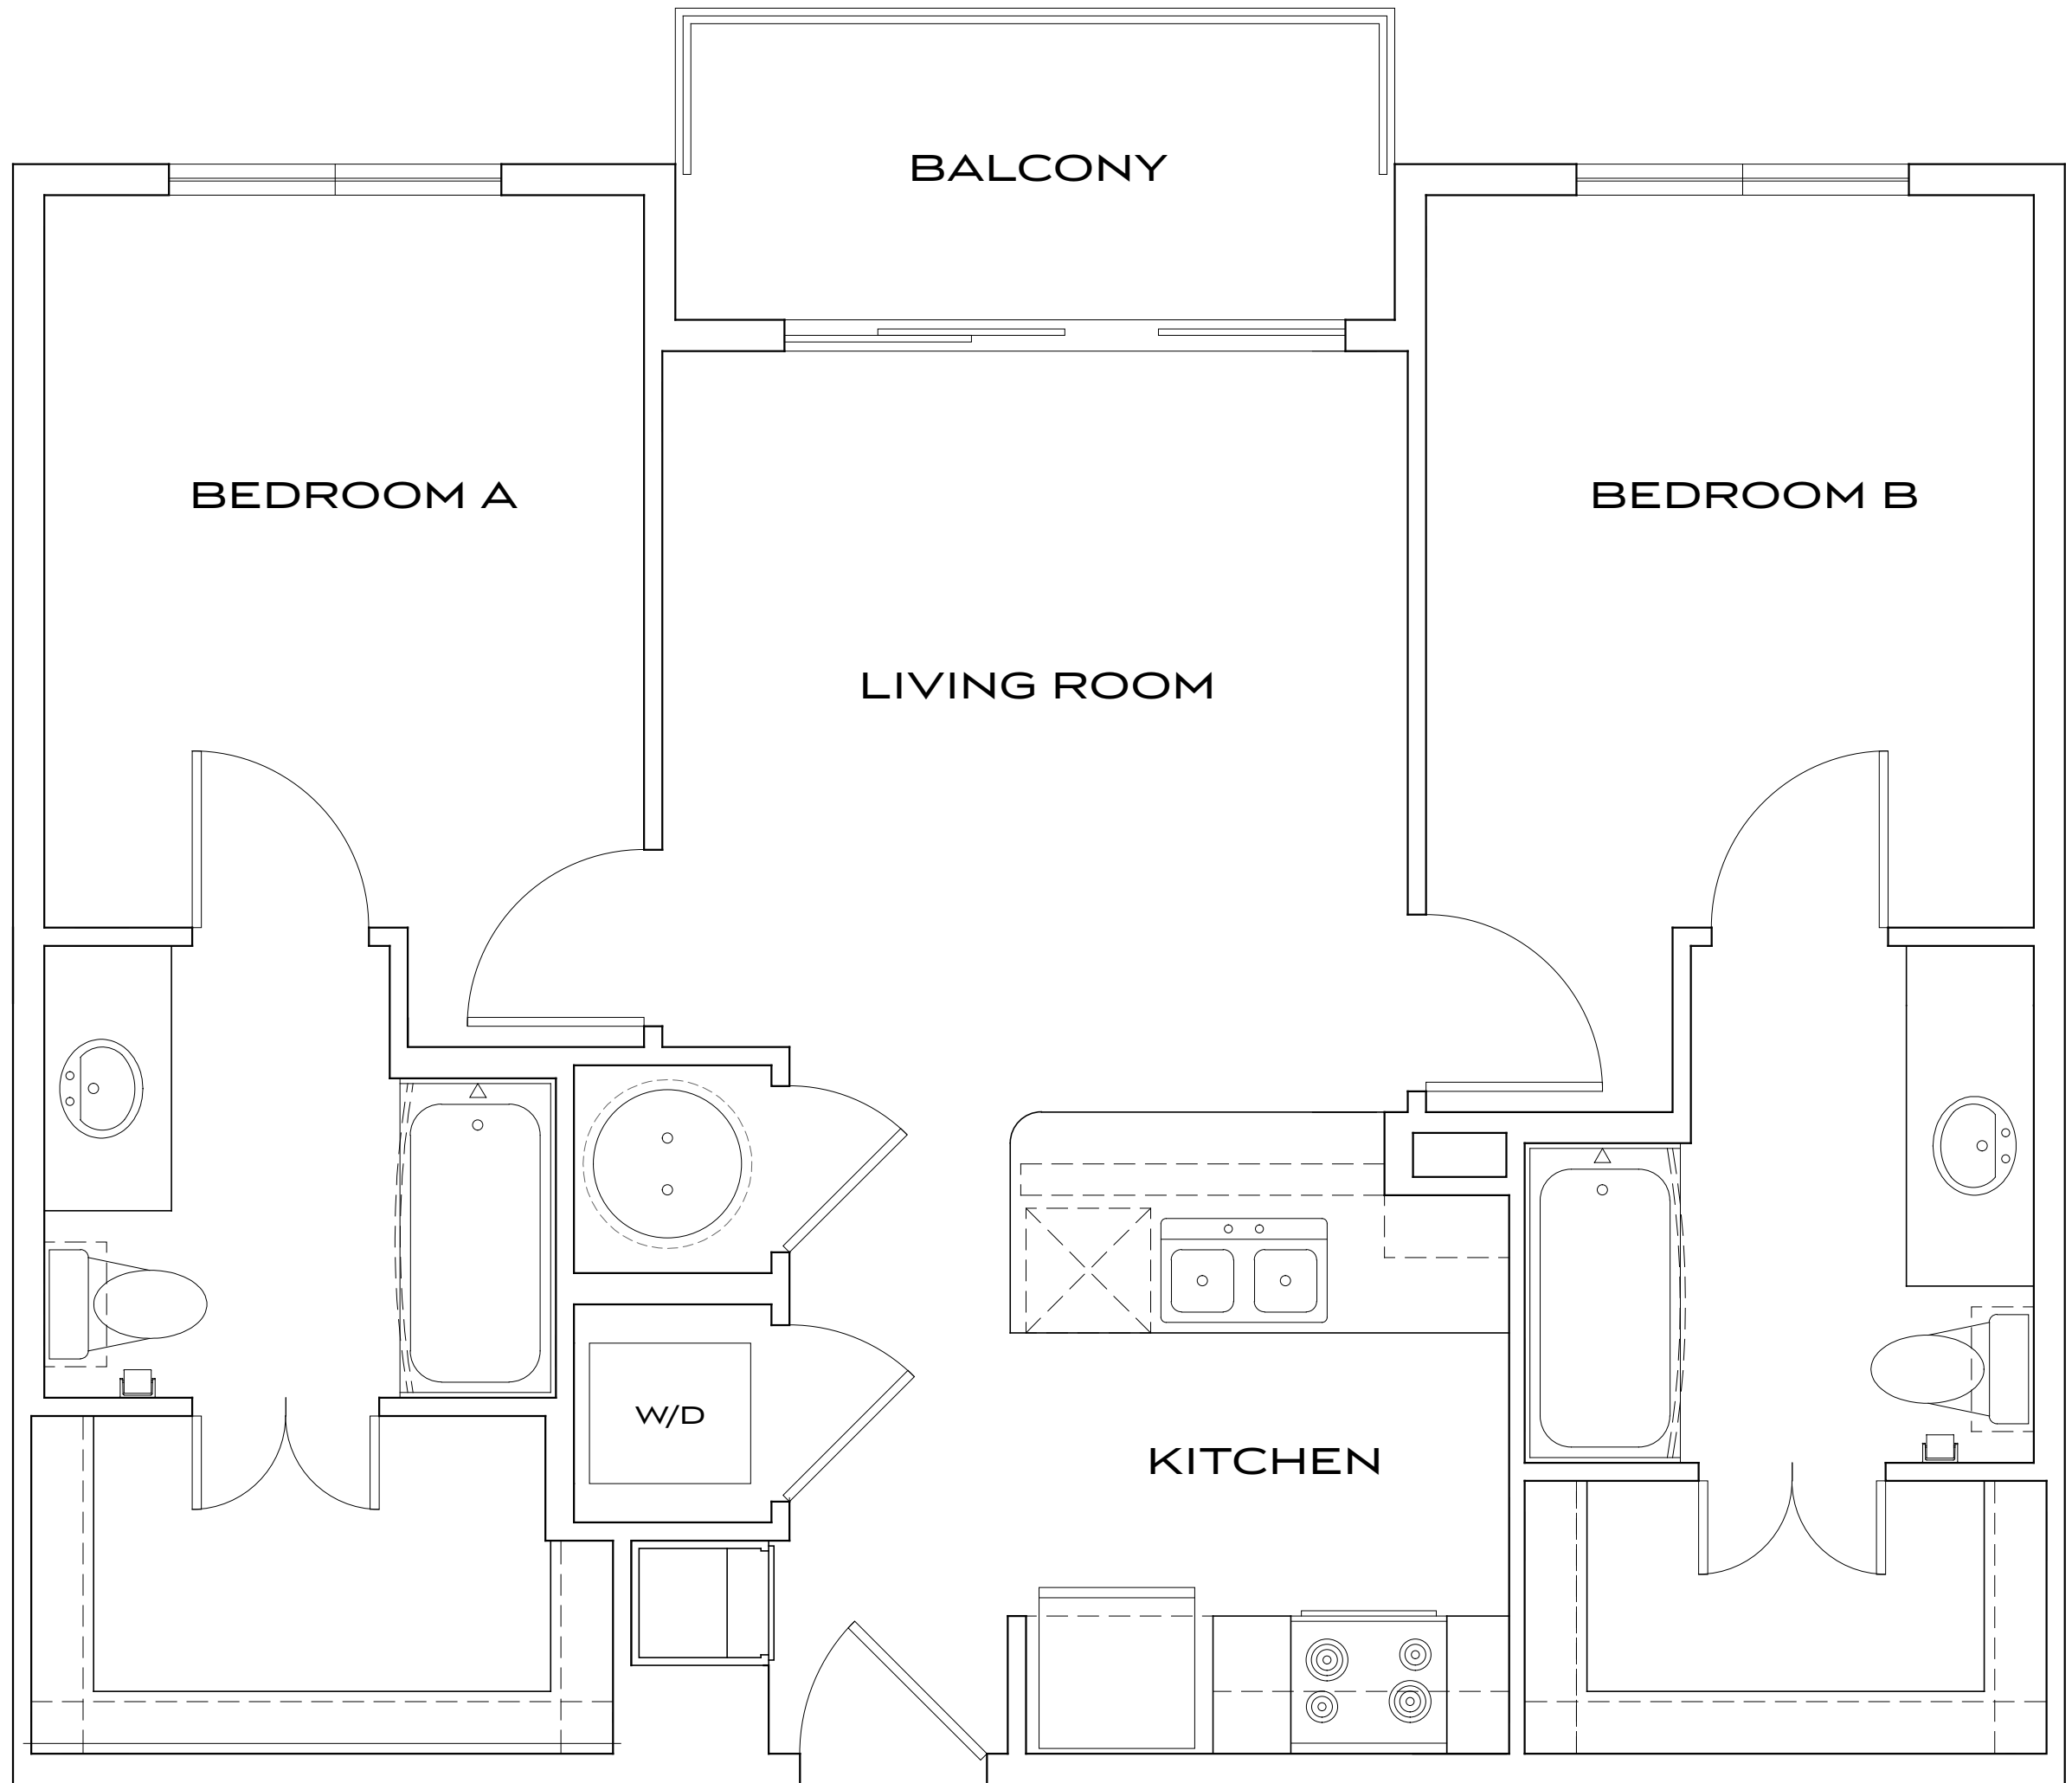 BALCONY
BEDROOM A
BEDROOM B
LIVING ROOM
W/D
KITCHEN